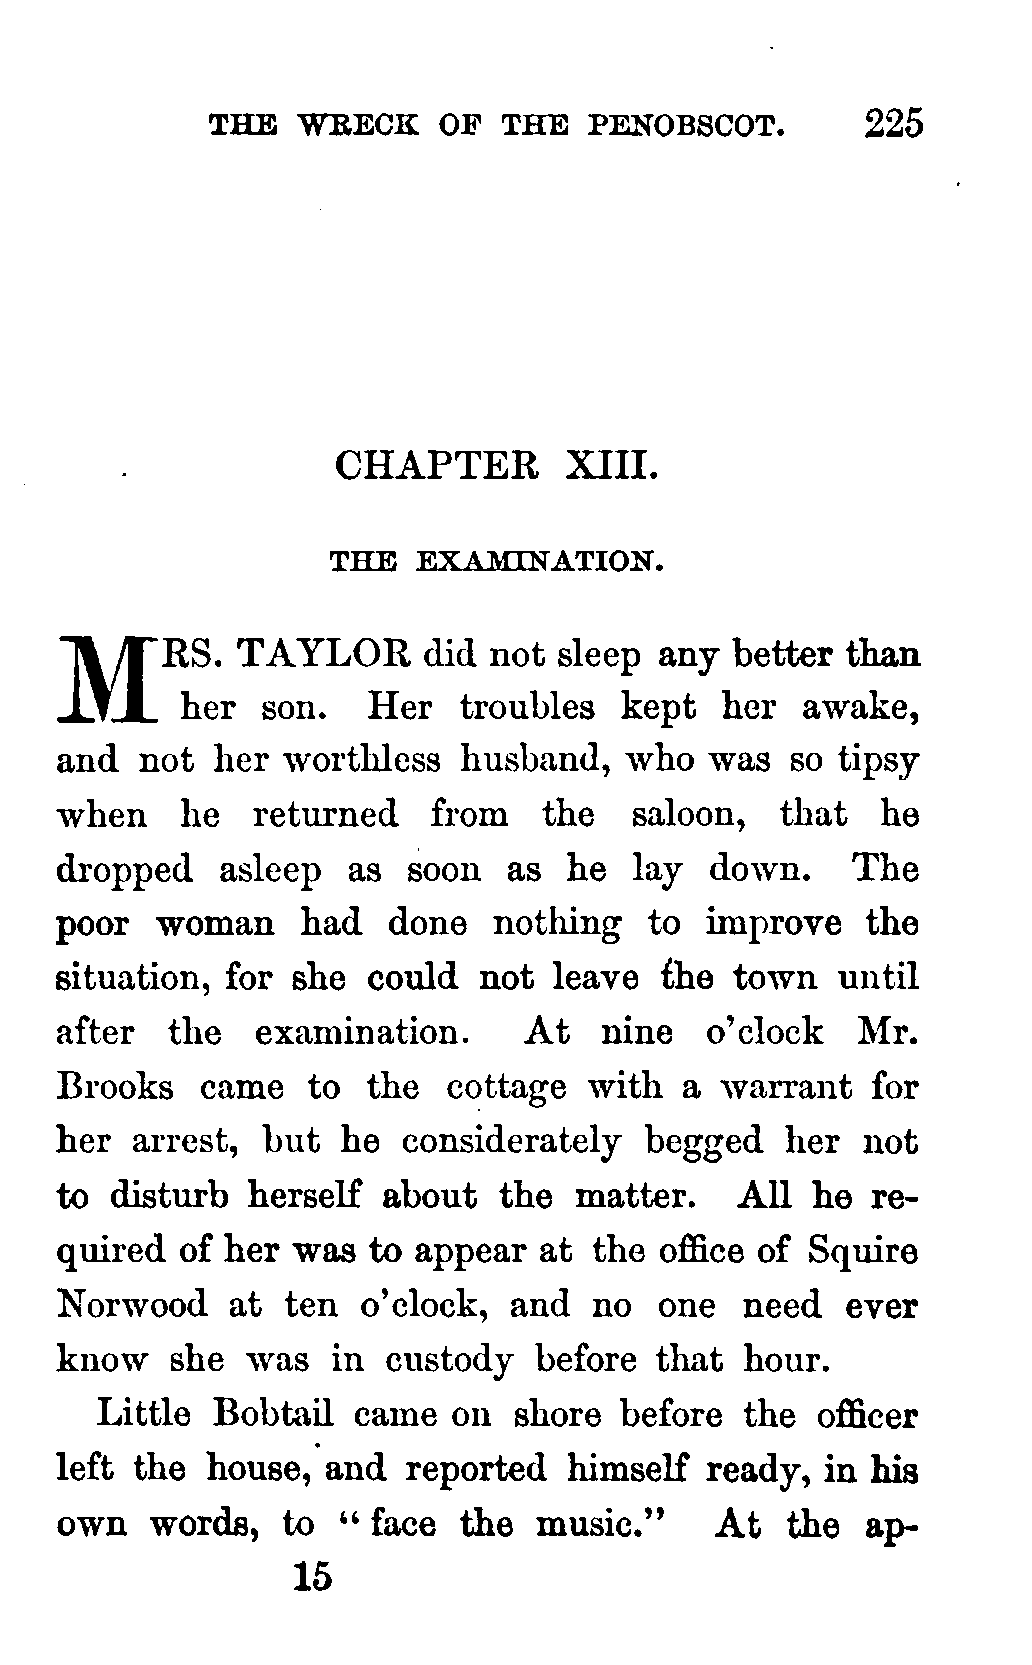 THE WRECK OF THE PENOBSCOT. 225
CHAPTER XIII.
THE EXAMINATION.
MRS. TAYLOR did not sleep any better than
her son. Her troubles kept her awake,
and not her worthless husband, who was so tipsy
when he returned from the saloon, that he
dropped asleep as soon as he lay down. The
poor woman had done nothing to improve the
situation, for she could not leave the town until
after the examination. At nine o'clock Mr.
Brooks came to the cottage with a warrant for
her arrest, but he considerately begged her not
to disturb herself about the matter. All he re-
quired of her was to appear at the office of Squire
Norwood at ten o'clock, and no one need ever
know she was in custody before that hour.
Little Bobtail came on shore before the officer
left the house, and reported himself ready, in his
own words, to “face the music.” At the ap-
15